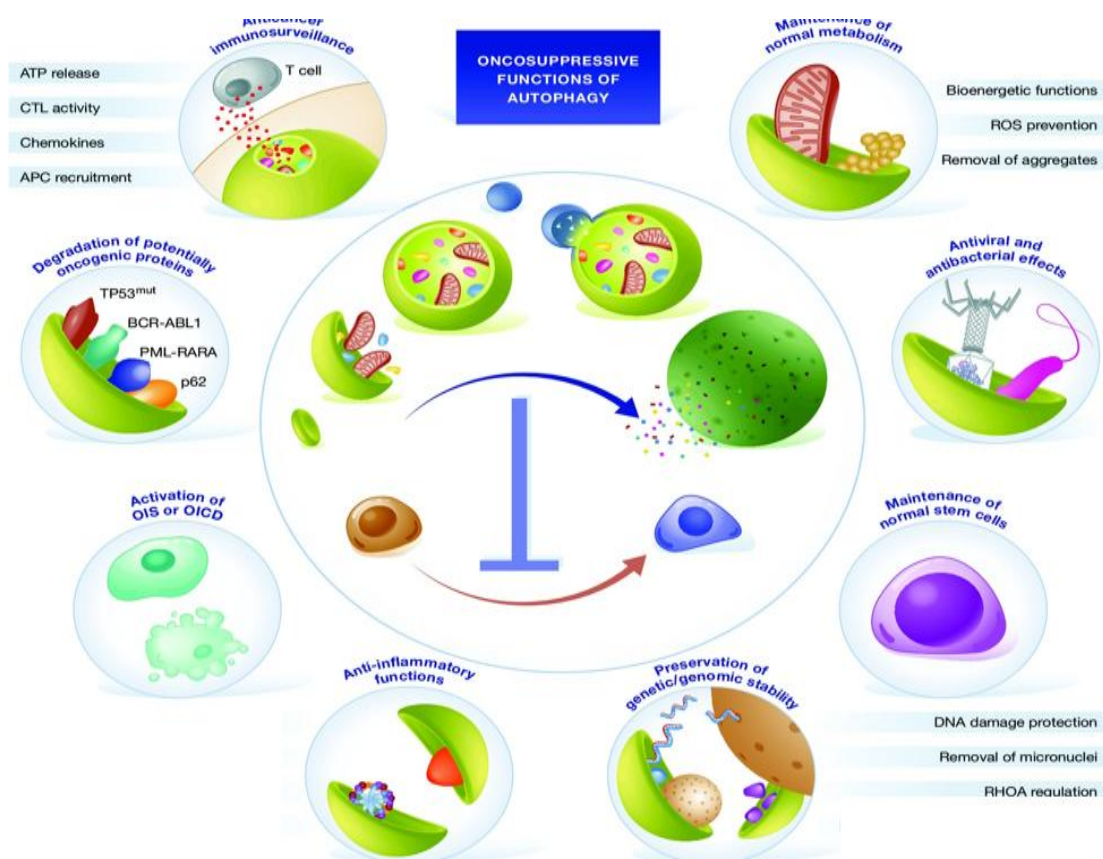 Anticancer
immunosurveillance
T cell
ATP release
CTL activity
Chemokines
APC recruitment
ONCOSUPPRESSIVE
FUNCTIONS OF
AUTOPHAGY
Maintenance of
normal metabolism
Bioenergetic functions
ROS prevention
Removal of aggregates
Degradation of potentially
oncogenic proteins
TP53mut
BCR-ABL1
PML-RARA
p62
Antiviral and
antibacterial effects
Activation of
OIS or OICD
Maintenance of
normal stem cells
Anti-inflammatory
functions
Preservation of
genetic/genomic stability
DNA damage protection
Removal of micronuclei
RHOA regulation